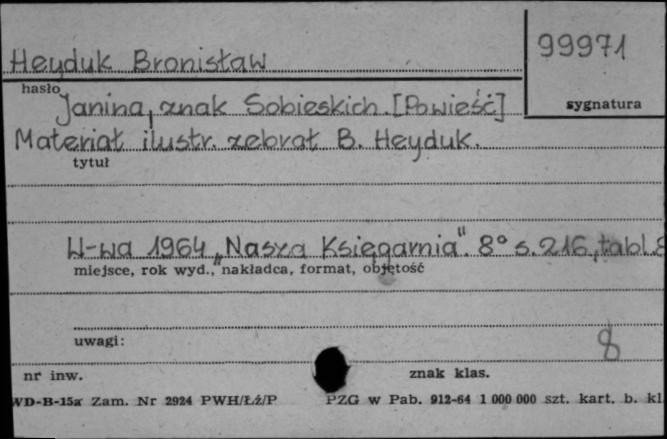 Heyduk Bronisław
99971
hasło
sygnatura
Janina, znak Sobieskich. [Powieść]
Materiał ilustr. zebrał B. Heyduk.
tytuł
W-wa 1964 „Nasza Księgarnia". 8° s. 216, tabl. 8
miejsce, rok wyd., nakładca, format, objętość
uwagi:
8
nr inw.
znak klas.
WD-B-15a Zam. Nr 2924 PWH/Łź/P PZG w Pab. 912-64 1 000 000 szt. kart. b. kl